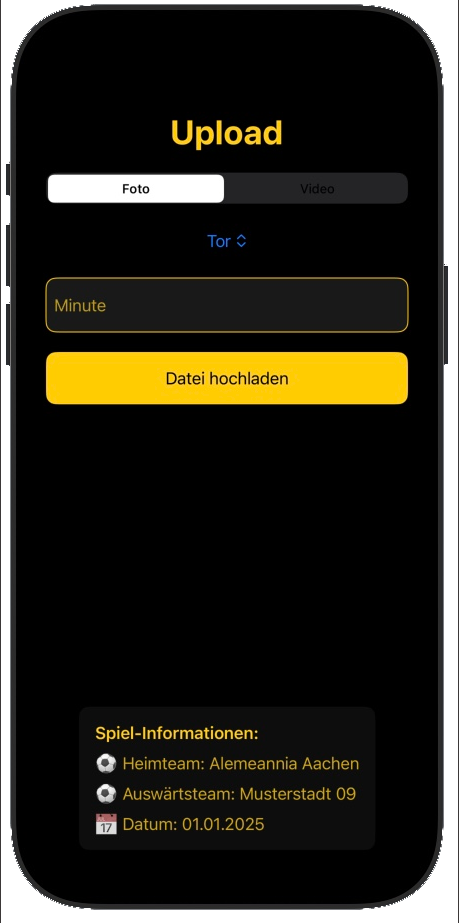 Upload
Foto
Video
Tor
Minute
Datei hochladen
Spiel-Informationen:
Heimteam: Alemeannia Aachen
Auswärtsteam: Musterstadt 09
17 Datum: 01.01.2025